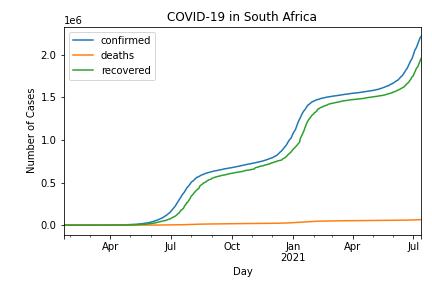 COVID-19 in South Africa
1e6
confirmed
deaths
recovered
2.0
1.5
1.0
0.5
0.0
Number of Cases
Apr Jul Oct Jan Apr Jul
2021
Day